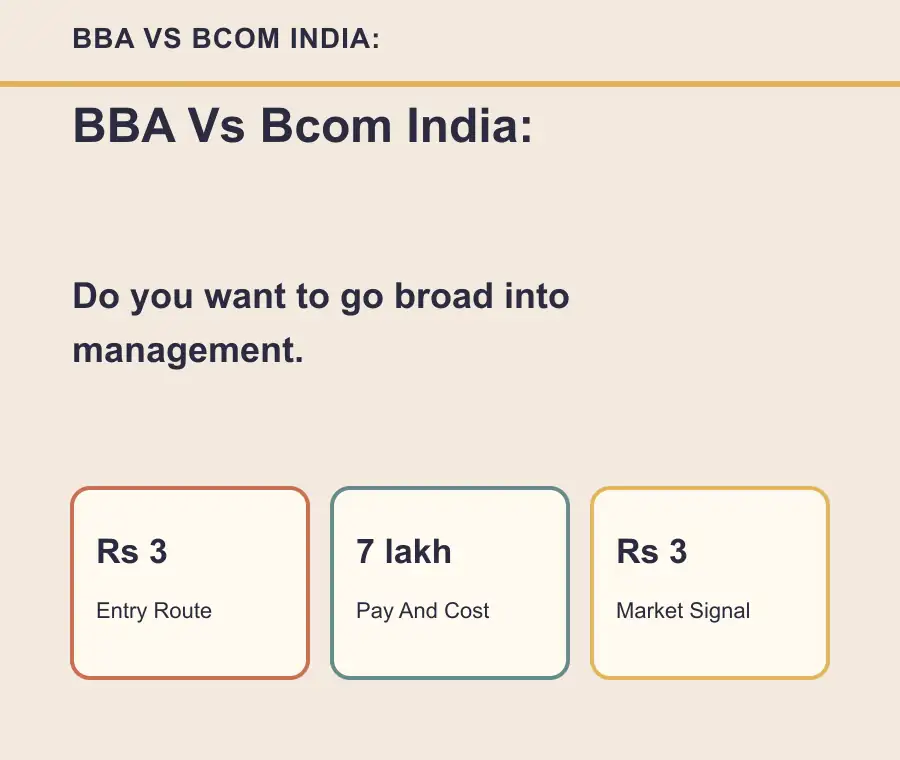 BBA VS BCOM INDIA:
BBA Vs Bcom India:
Do you want to go broad into
management.
Rs 3
Entry Route
7 lakh
Pay And Cost
Rs 3
Market Signal